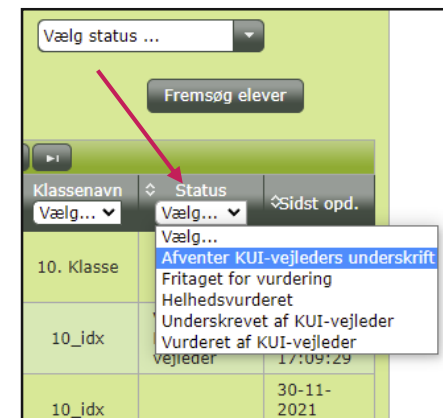 Vælg status ...
Fremsøg elever
Klassenavn
Status
Sidst opd.
Vælg...
Vælg...
Vælg...
Afventer KUI-vejleders underskrift
Fritaget for vurdering
Helhedsvurderet
Underskrevet af KUI-vejleder
Vurderet af KUI-vejleder
10. Klasse
10_idx
vejleder
17:09:29
10_idx
30-11-
2021